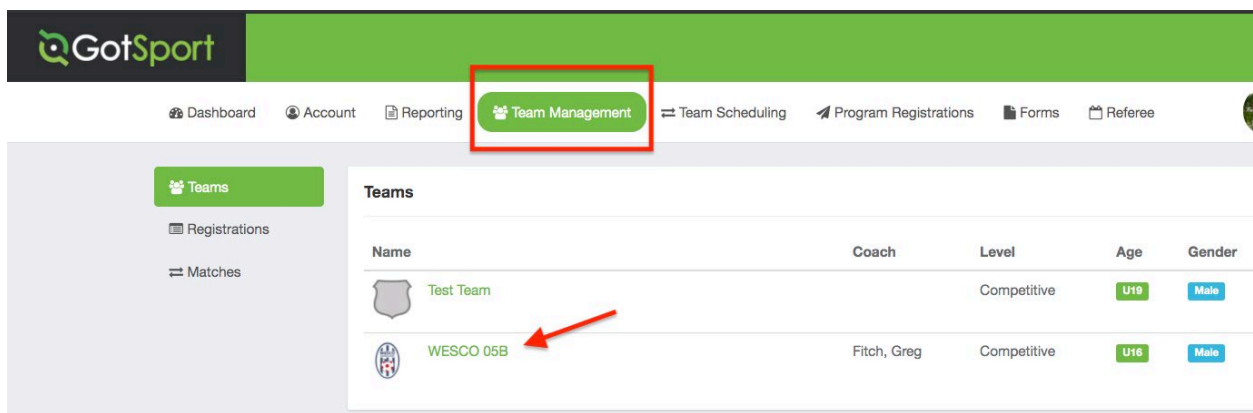 GotSport
Dashboard Account Reporting Team Management Team Scheduling Program Registrations Forms Referee
Teams
Registrations
Matches
Teams
Name Coach Level Age Gender
Test Team Competitive U19 Male
WESCO 05B Fitch, Greg Competitive U16 Male